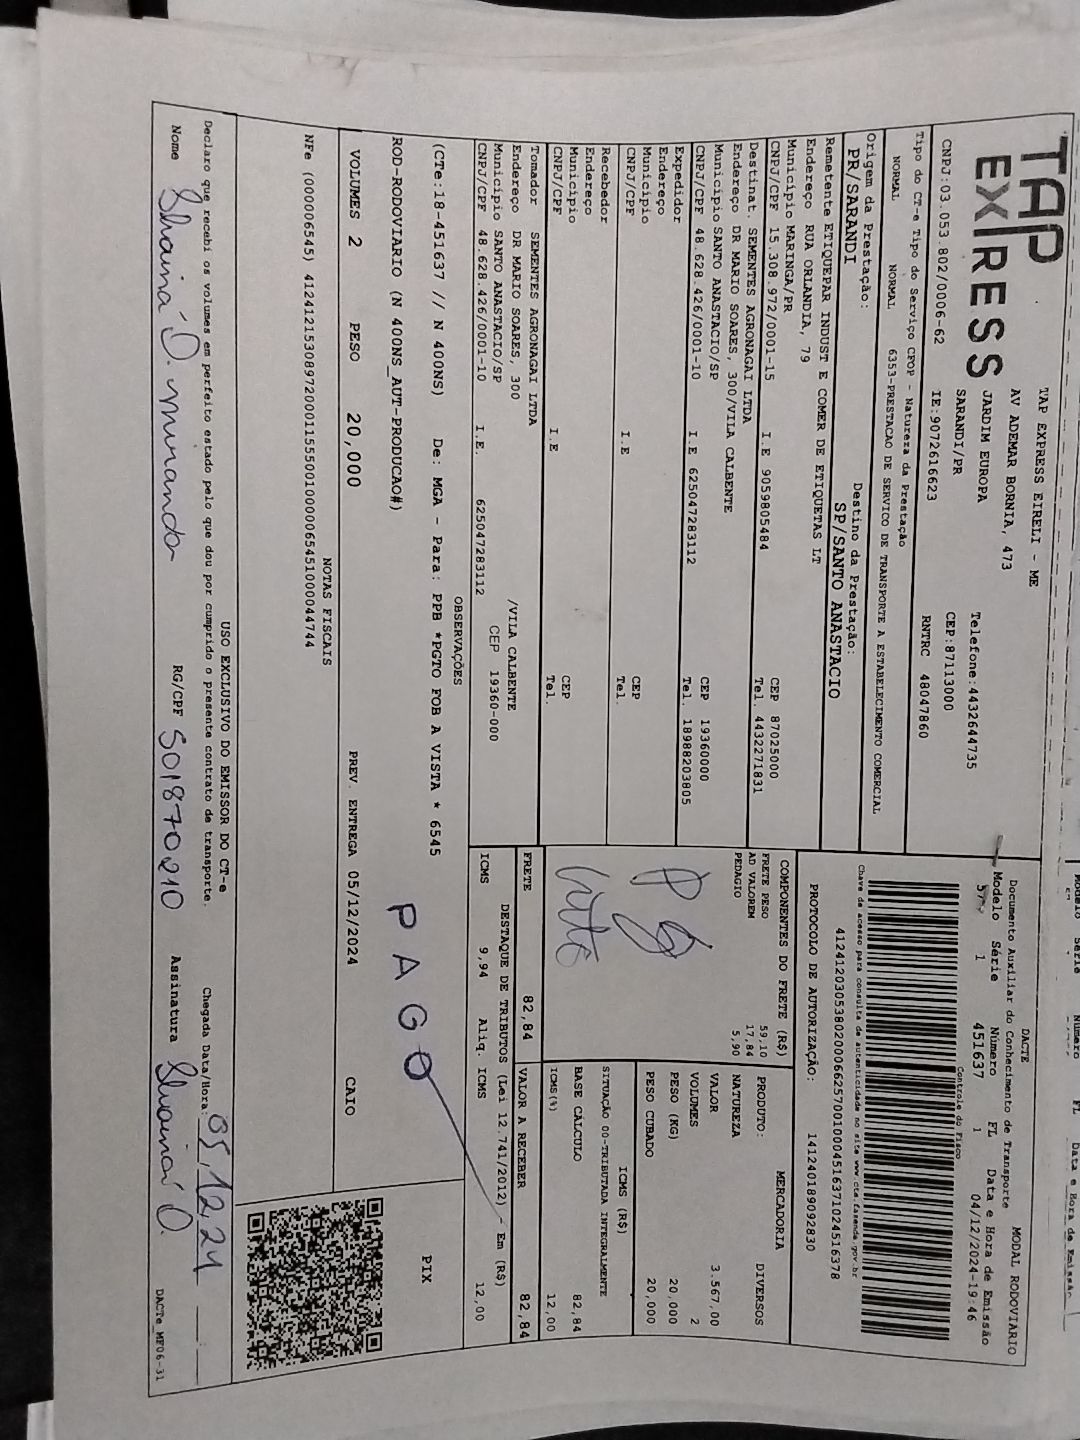 TAP
EXPRESS
TAP EXPRESS EIRELI - ME
AV ADEMAR BORNIA, 473
JARDIM EUROPA
SARANDI/PR
Telefone:4432644735
CEP:87113000
CNPJ:03.053.802/0006-62 IE:9072616623 RNTRC 48047860
Tipo do CT-e Tipo do Serviço CFOP - Natureza da Prestação
NORMAL NORMAL 6353-PRESTACAO DE SERVICO DE TRANSPORTE A ESTABELECIMENTO COMERCIAL
Origem da Prestação: Destino da Prestação:
PR/SARANDI SP/SANTO ANASTACIO
Remetente ETIQUEPAR INDUST E COMER DE ETIQUETAS LT
Endereço RUA ORLANDIA, 79
Município MARINGA/PR CEP 87025000
CNPJ/CPF 15.308.972/0001-15 I.E 9059805484 Tel. 4432271831
Destinat. SEMENTES AGRONAGAI LTDA
Endereço DR MARIO SOARES, 300/VILA CALBENTE
Município SANTO ANASTACIO/SP CEP 19360000
CNPJ/CPF 48.628.426/0001-10 I.E 625047283112 Tel. 18988203805
Expedidor
Endereço
Município CEP
CNPJ/CPF I.E Tel.
Recebedor
Endereço
Município CEP
CNPJ/CPF I.E Tel.
Tomador SEMENTES AGRONAGAI LTDA
Endereço DR MARIO SOARES, 300 /VILA CALBENTE
Município SANTO ANASTACIO/SP CEP 19360-000
CNPJ/CPF 48.628.426/0001-10 I.E. 625047283112
DACTE MODAL RODOVIARIO
Documento Auxiliar do Conhecimento de Transporte
Modelo Série Número FL Data e Hora de Emissão
57 1 451637 1 04/12/2024-19:46
Controle do Fisco
Chave de acesso para consulta de autenticidade no site www.cte.fazenda.gov.br
41241203053802000662570010004516371024516378
PROTOCOLO DE AUTORIZAÇÃO: 141240189092830
COMPONENTES DO FRETE (R$)
FRETE PESO 59,10
AD VALOREM 17,84
PEDAGIO 5,90
MERCADORIA
PRODUTO: DIVERSOS
NATUREZA
VALOR 3.567,00
VOLUMES 2
PESO (KG) 20,000
PESO CUBADO 20,000
ICMS (R$)
SITUAÇÃO 00-TRIBUTADA INTEGRALMENTE
BASE CÁLCULO 82,84
ICMS(%) 12,00
FRETE 82,84 VALOR A RECEBER 82,84
DESTAQUE DE TRIBUTOS (Lei 12.741/2012) - Em (R$)
ICMS 9,94 Aliq. ICMS 12,00
OBSERVAÇÕES
(CTe:18-451637 // N 400NS) De: MGA - Para: PPB *PGTO FOB A VISTA * 6545
ROD-RODOVIARIO (N 400NS_AUT-PRODUCAO#)
PAGO
PIX
VOLUMES 2 PESO 20,000 PREV. ENTREGA 05/12/2024 CAIO
NOTAS FISCAIS
NFe (000006545) 41241215308972000115550010000065451000044744
USO EXCLUSIVO DO EMISSOR DO CT-e
Declaro que recebi os volumes em perfeito estado pelo que dou por cumprido o presente contrato de transporte. Chegada Data/Hora: 05,12,24 :
Nome RG/CPF 501870210 Assinatura
DACTe_MF06-31